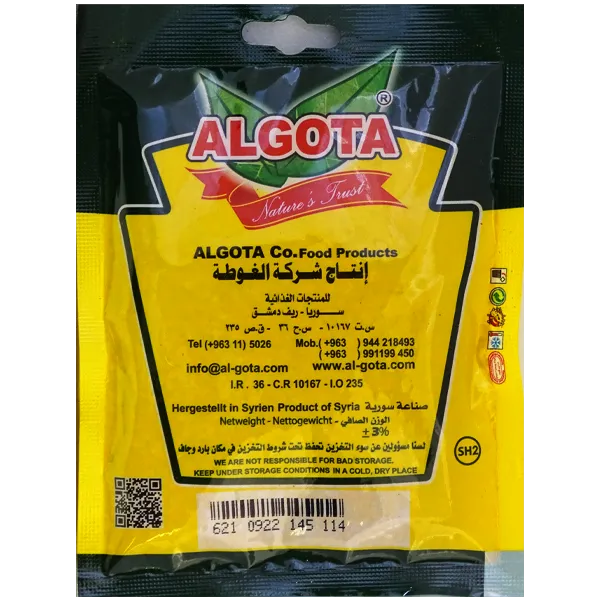 ALGOTA ®
Nature's Trust
ALGOTA Co. Food Products
إنتاج شركة الغوطة
للمنتجات الغذائية
سوريا - ريف دمشق
س.ت ١٠١٦٧ - س.ح ٣٦ - ق.ص ٢٣٥
Tel (+963 11) 5026 Mob.( +963 ) 944 218493
( +963 ) 991199 450
info@al-gota.com www.al-gota.com
I.R . 36 - C.R 10167 - I.O 235
Hergestellt in Syrien Product of Syria صناعة سورية
Netweight - Nettogewicht - الوزن الصافي
± 3%
لسنا مسؤولين عن سوء التخزين تحفظ تحت شروط التخزين في مكان بارد وجاف
WE ARE NOT RESPONSIBLE FOR BAD STORAGE.
KEEP UNDER STORAGE CONDITIONS IN A COLD, DRY PLACE
SH2
621 0922 145 114